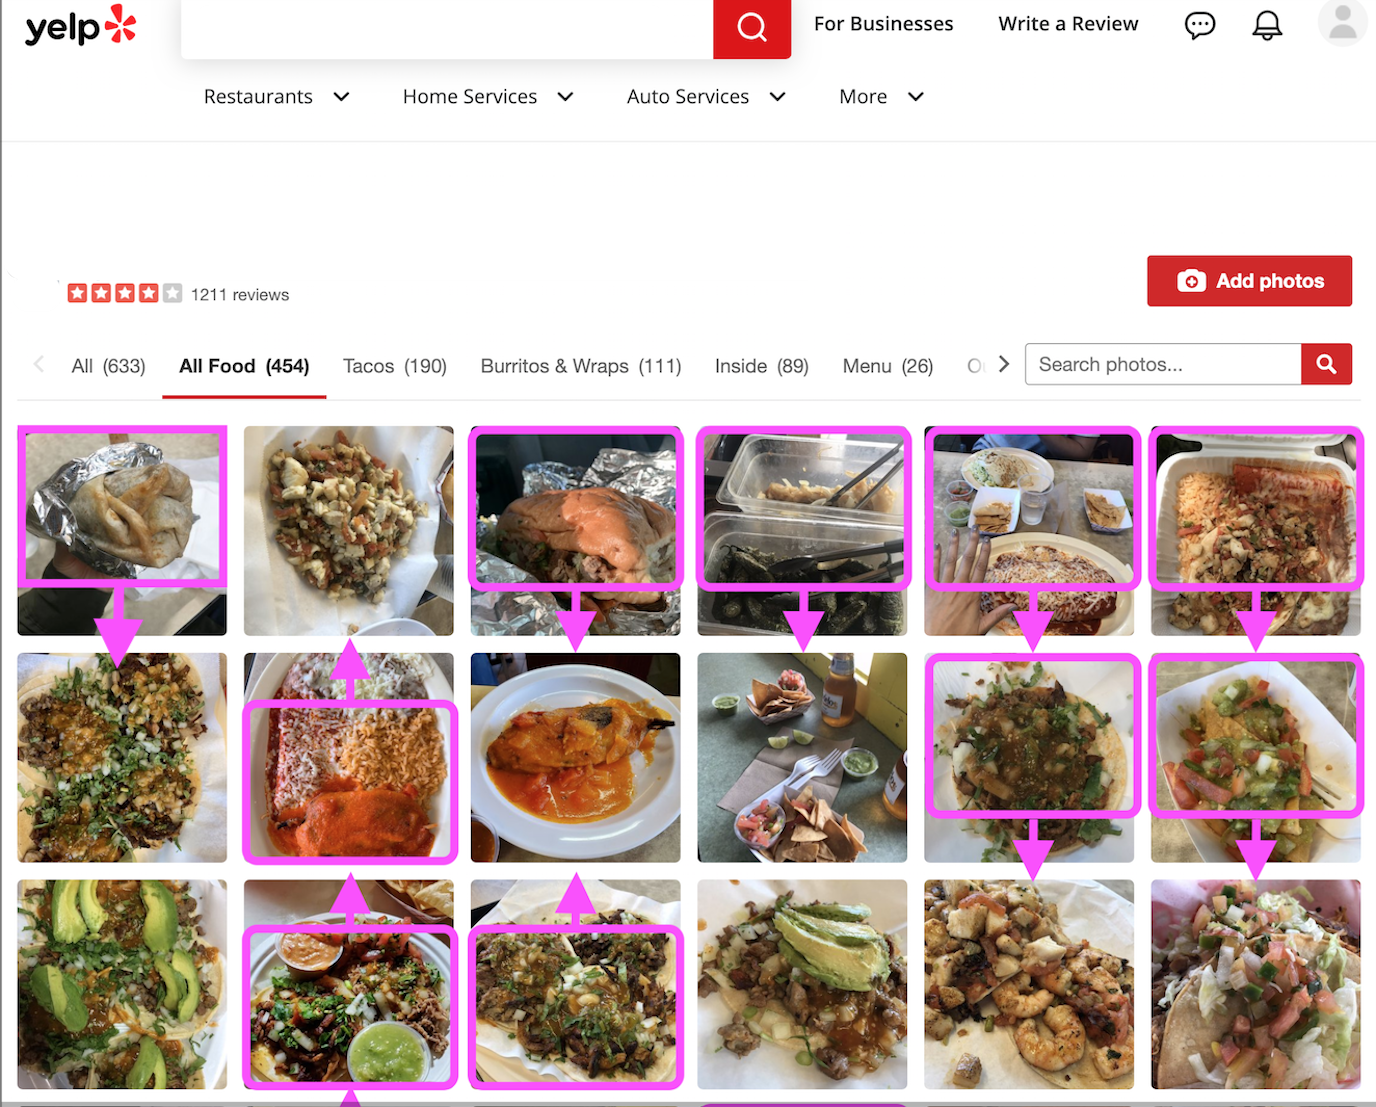 yelp
For Businesses
Write a Review
Restaurants
Home Services
Auto Services
More
1211 reviews
Add photos
All (633)
All Food (454)
Tacos (190)
Burritos & Wraps (111)
Inside (89)
Menu (26)
Search photos...